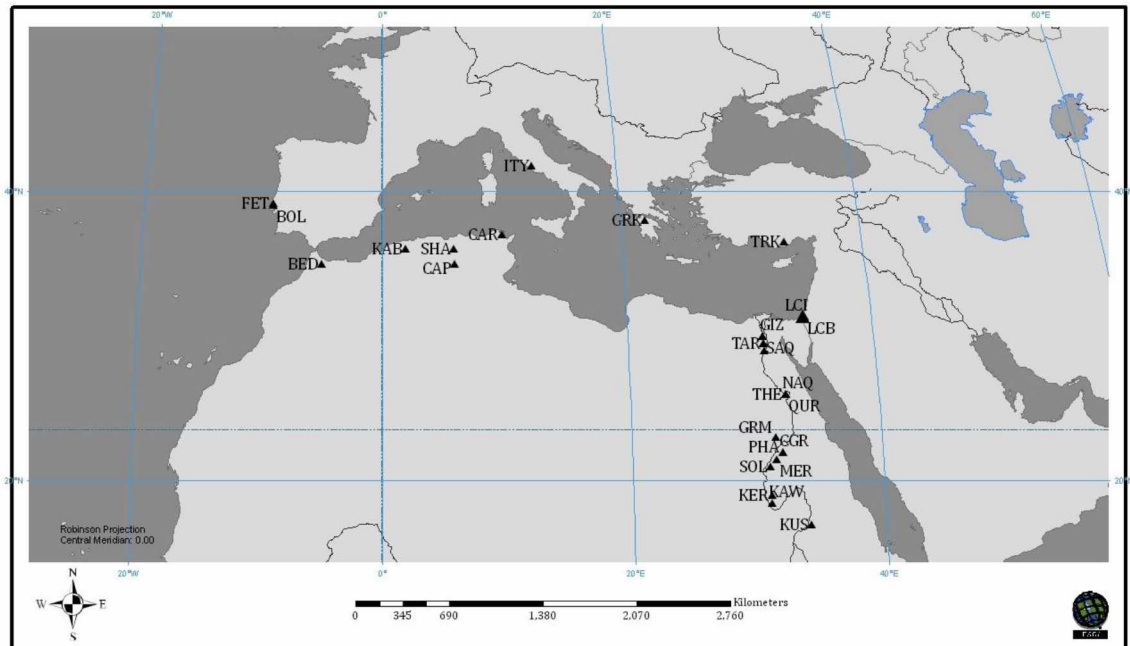 20°W 0° 20°E 40°E 60°E
ITY
40°N 40°N
FET
BOL
GRK
CAR
KAB SHA
TRK
BED
CAP
LCI
LCB
GIZ
TAR SAQ
NAQ
THE
QUR
GRM
CGR
PHA
SOL MER
20°N
KER KAW
KUS
Robinson Projection
Central Meridian: 0.00
20°W 0° 20°E 40°E
N
W E
S
Kilometers
0 345 690 1,380 2,070 2,760